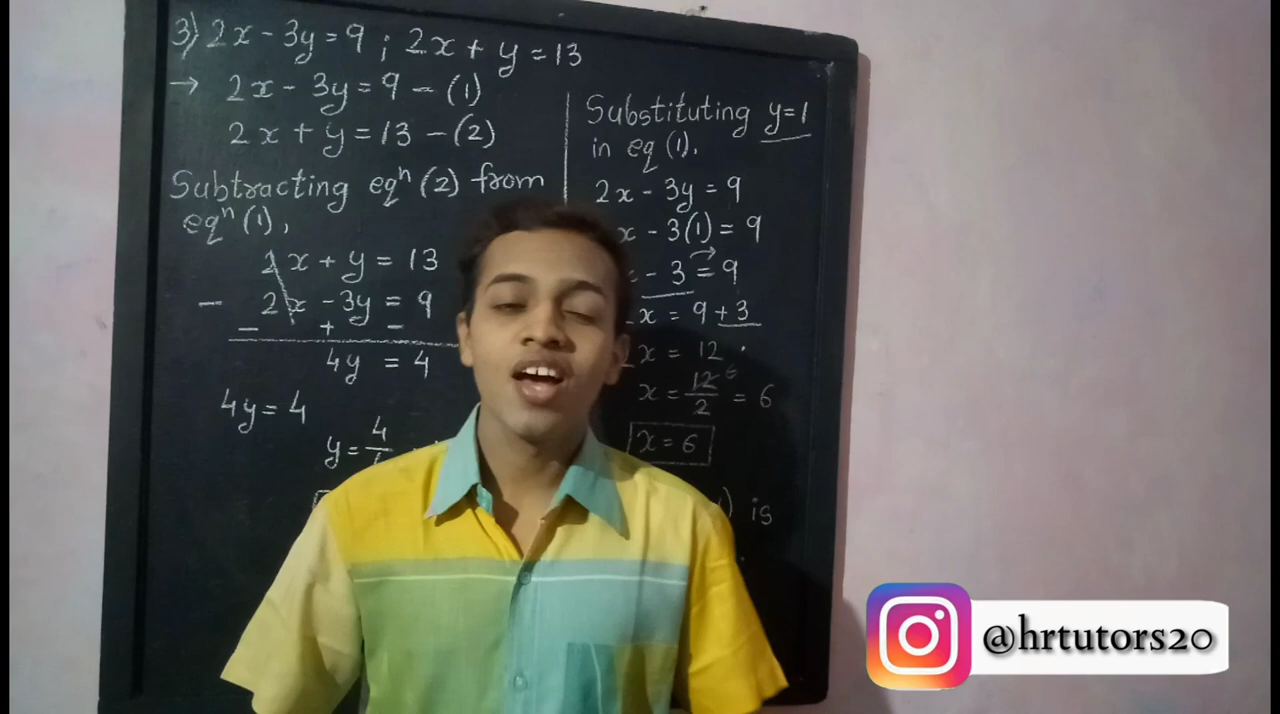 3) 2x - 3y = 9 ; 2x + y = 13
→ 2x - 3y = 9 - (1)
2x + y = 13 - (2)
Subtracting eqⁿ (2) from
eqⁿ (1),
2x + y = 13
- 2x - 3y = 9
- + -
4y = 4
4y = 4
y = 4
Substituting y=1
in eq (1).
2x - 3y = 9
x - 3(1) = 9
- 3 = 9
x = 9 + 3
x = 12
x = 12/2 = 6
6
x = 6
) is
@hrtutors20